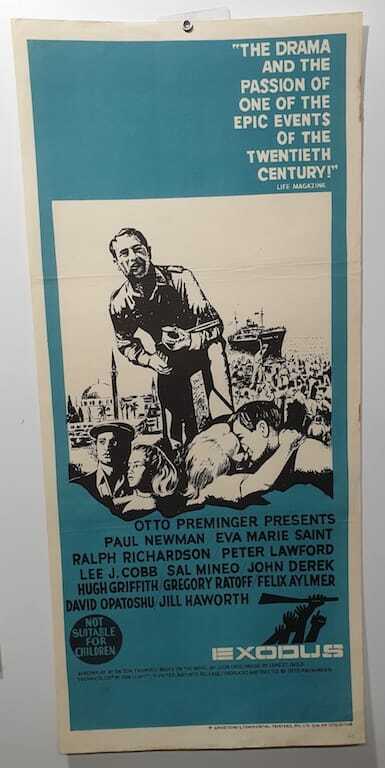 "THE DRAMA
AND THE
PASSION OF
ONE OF THE
EPIC EVENTS
OF THE
TWENTIETH
CENTURY!"
LIFE MAGAZINE
OTTO PREMINGER PRESENTS
PAUL NEWMAN EVA MARIE SAINT
RALPH RICHARDSON PETER LAWFORD
LEE J. COBB SAL MINEO JOHN DEREK
HUGH GRIFFITH GREGORY RATOFF FELIX AYLMER
DAVID OPATOSHU JILL HAWORTH
NOT
SUITABLE
FOR
CHILDREN
EXODUS